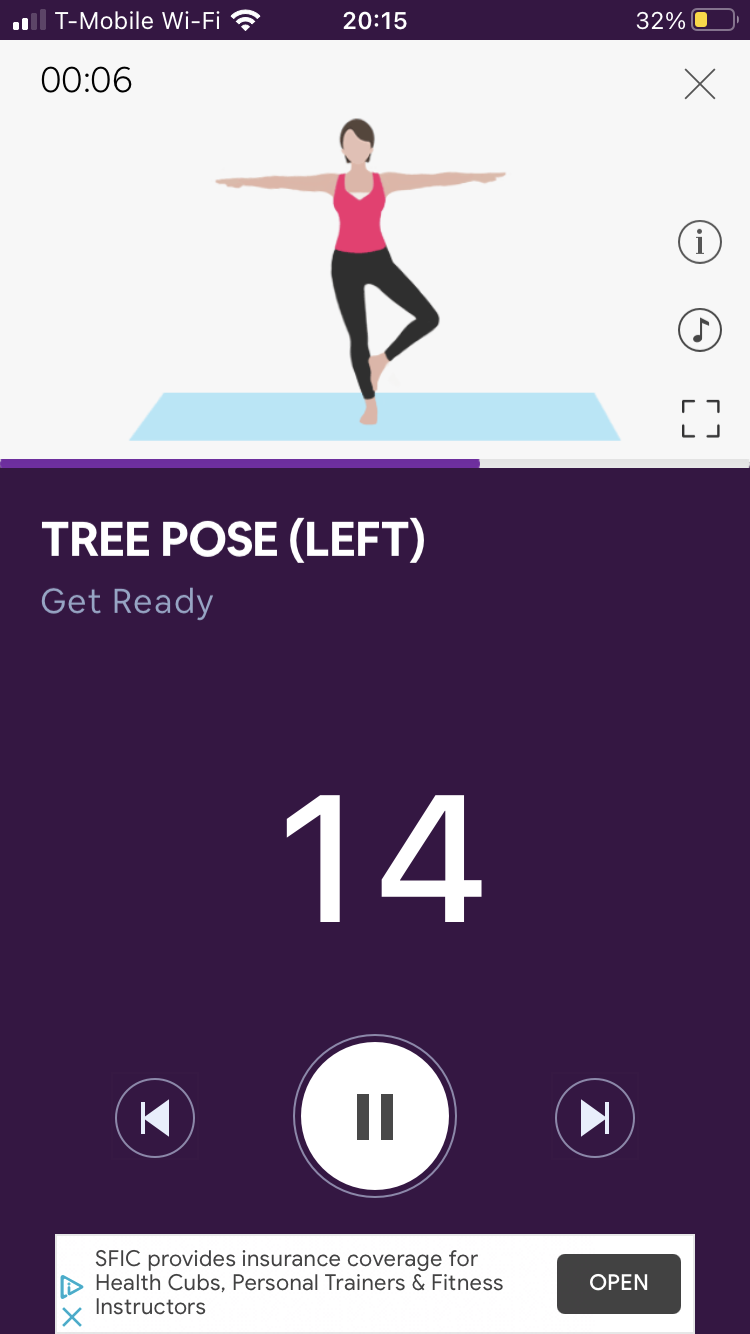 T-Mobile Wi-Fi 20:15 32%
00:06
TREE POSE (LEFT)
Get Ready
14
SFIC provides insurance coverage for
Health Cubs, Personal Trainers & Fitness
Instructors
OPEN